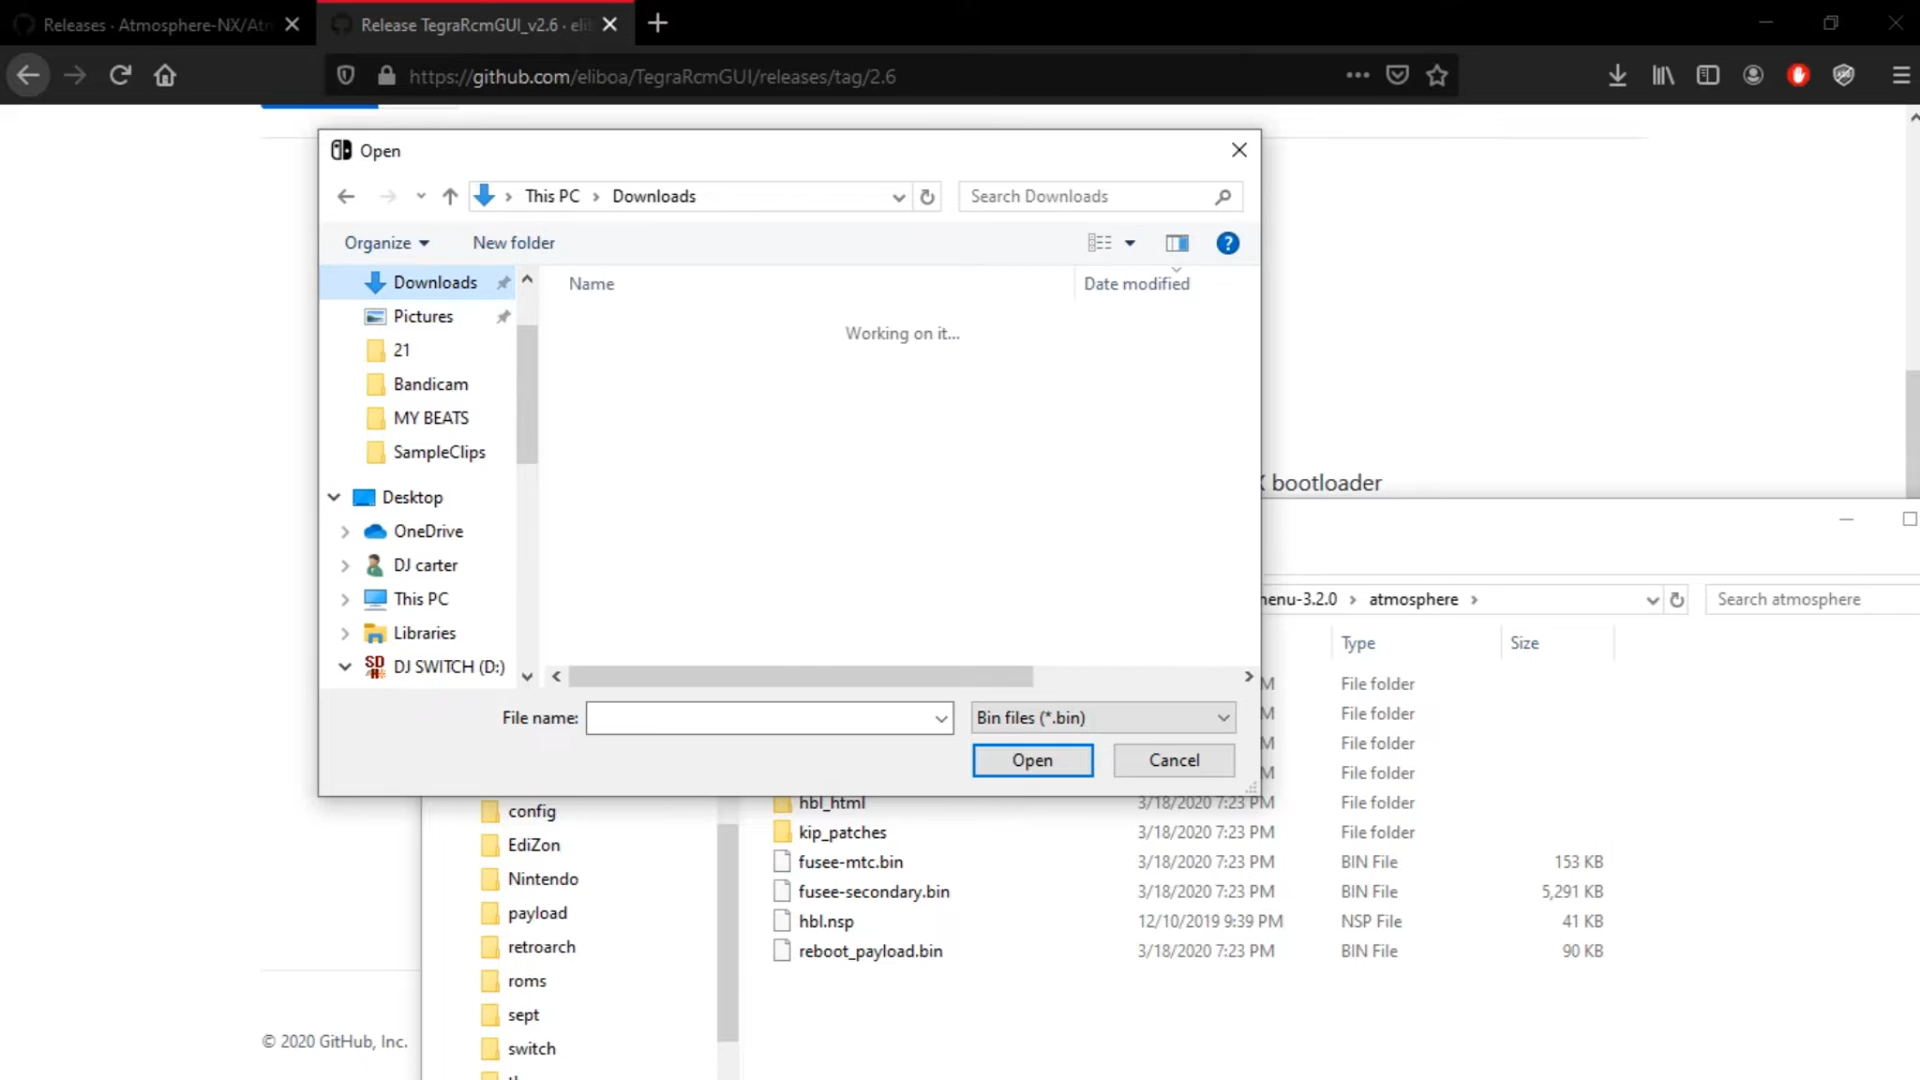 Releases · Atmosphere-NX/Atm
Release TegraRcmGUI_v2.6 · elib
https://github.com/eliboa/TegraRcmGUI/releases/tag/2.6
Open
This PC > Downloads
Search Downloads
Organize
New folder
Downloads
Pictures
21
Bandicam
MY BEATS
SampleClips
Desktop
OneDrive
DJ carter
This PC
Libraries
DJ SWITCH (D:)
Name
Date modified
Working on it...
File name:
Bin files (*.bin)
Open
Cancel
X bootloader
menu-3.2.0 > atmosphere >
Search atmosphere
Type
Size
M File folder
M File folder
M File folder
M File folder
hbl_html 3/18/2020 7:23 PM File folder
kip_patches 3/18/2020 7:23 PM File folder
fusee-mtc.bin 3/18/2020 7:23 PM BIN File 153 KB
fusee-secondary.bin 3/18/2020 7:23 PM BIN File 5,291 KB
hbl.nsp 12/10/2019 9:39 PM NSP File 41 KB
reboot_payload.bin 3/18/2020 7:23 PM BIN File 90 KB
config
EdiZon
Nintendo
payload
retroarch
roms
sept
switch
© 2020 GitHub, Inc.